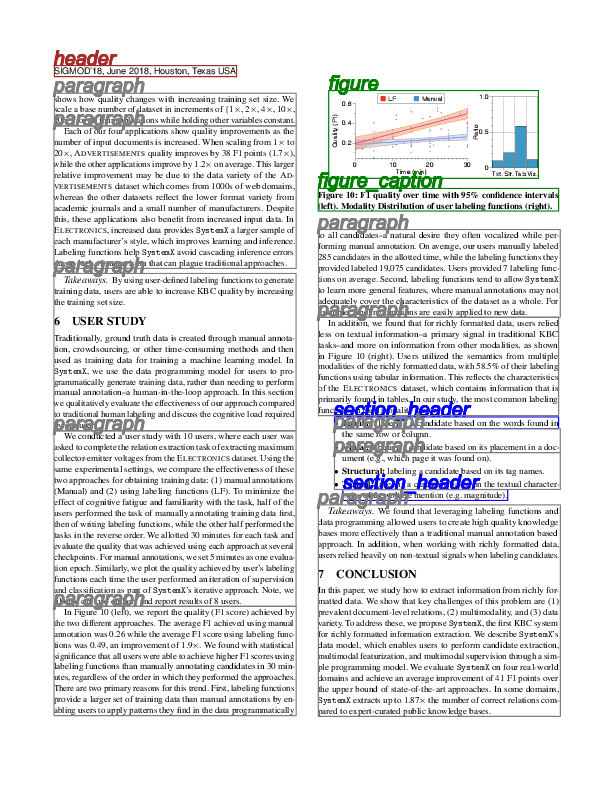 header
SIGMOD'18, June 2018, Houston, Texas USA
paragraph
shows how quality changes with increasing training set size. We
scale a base number of dataset in increments of {1×, 2×, 4×, 10×,
while holding other variables constant.
paragraph
Each of our four applications show quality improvements as the
number of input documents is increased. When scaling from 1× to
20×, ADVERTISEMENTS quality improves by 38 F1 points (1.7×),
while the other applications improve by 1.2× on average. This larger
relative improvement may be due to the data variety of the AD-
VERTISEMENTS dataset which comes from 1000s of web domains,
whereas the other datasets reflect the lower format variety from
academic journals and a small number of manufacturers. Despite
this, these applications also benefit from increased input data. In
ELECTRONICS, increased data provides SystemX a larger sample of
each manufacturer's style, which improves learning and inference.
Labeling functions help SystemX avoid cascading inference errors
that can plague traditional approaches.
paragraph
Takeaways. By using user-defined labeling functions to generate
training data, users are able to increase KBC quality by increasing
the training set size.
6 USER STUDY
Traditionally, ground truth data is created through manual annota-
tion, crowdsourcing, or other time-consuming methods and then
used as training data for training a machine learning model. In
SystemX, we use the data programming model for users to pro-
grammatically generate training data, rather than needing to perform
manual annotation–a human-in-the-loop approach. In this section
we qualitatively evaluate the effectiveness of our approach compared
to traditional human labeling and discuss the cognitive load required
paragraph
We conducted a user study with 10 users, where each user was
asked to complete the relation extraction task of extracting maximum
collector-emitter voltages from the ELECTRONICS dataset. Using the
same experimental settings, we compare the effectiveness of these
two approaches for obtaining training data: (1) manual annotations
(Manual) and (2) using labeling functions (LF). To minimize the
effect of cognitive fatigue and familiarity with the task, half of the
users performed the task of manually annotating training data first,
then of writing labeling functions, while the other half performed the
tasks in the reverse order. We allotted 30 minutes for each task and
evaluate the quality that was achieved using each approach at several
checkpoints. For manual annotations, we set 5 minutes as one evalua-
tion epoch. Similarly, we plot the quality achieved by user's labeling
functions each time the user performed an iteration of supervision
and classification as part of SystemX's iterative approach. Note, we
and report results of 8 users.
paragraph
In Figure 10 (left), we report the quality (F1 score) achieved by
the two different approaches. The average F1 achieved using manual
annotation was 0.26 while the average F1 score using labeling func-
tions was 0.49, an improvement of 1.9×. We found with statistical
significance that all users were able to achieve higher F1 scores using
labeling functions than manually annotating candidates in 30 min-
utes, regardless of the order in which they performed the approaches.
There are two primary reasons for this trend. First, labeling functions
provide a larger set of training data than manual annotations by en-
abling users to apply patterns they find in the data programmatically
figure
LF Manual
Quality (F1)
0.6
0.4
0.2
0 10 20 30
Time (min)
Ratio
1.0
0.5
0.0
Txt. Str. Tab. Vis.
figure_caption
Figure 10: F1 quality over time with 95% confidence intervals
(left). Modality Distribution of user labeling functions (right).
paragraph
to all candidates–a natural desire they often vocalized while per-
forming manual annotation. On average, our users manually labeled
285 candidates in the allotted time, while the labeling functions they
provided labeled 19,075 candidates. Users provided 7 labeling func-
tions on average. Second, labeling functions tend to allow SystemX
to learn more general features, whereas manual annotations may not
adequately cover the characteristics of the dataset as a whole. For
are easily applied to new data.
paragraph
In addition, we found that for richly formatted data, users relied
less on textual information–a primary signal in traditional KBC
tasks–and more on information from other modalities, as shown
in Figure 10 (right). Users utilized the semantics from multiple
modalities of the richly formatted data, with 58.5% of their labeling
functions using tabular information. This reflects the characteristics
of the ELECTRONICS dataset, which contains information that is
primarily found in tables. In our study, the most common labeling
section_header
candidate based on the words found in
the same row or column.
paragraph
candidate based on its placement in a doc-
ument (e.g., which page it was found on).
paragraph
• Structural: labeling a candidate based on its tag names.
section_header
the textual character-
mention (e.g. magnitude).
paragraph
Takeaways. We found that leveraging labeling functions and
data programming allowed users to create high quality knowledge
bases more effectively than a traditional manual annotation based
approach. In addition, when working with richly formatted data,
users relied heavily on non-textual signals when labeling candidates.
7 CONCLUSION
In this paper, we study how to extract information from richly for-
matted data. We show that key challenges of this problem are (1)
prevalent document-level relations, (2) multimodality, and (3) data
variety. To address these, we propose SystemX, the first KBC system
for richly formatted information extraction. We describe SystemX's
data model, which enables users to perform candidate extraction,
multimodal featurization, and multimodal supervision through a sim-
ple programming model. We evaluate SystemX on four real-world
domains and achieve an average improvement of 41 F1 points over
the upper bound of state-of-the-art approaches. In some domains,
SystemX extracts up to 1.87× the number of correct relations com-
pared to expert-curated public knowledge bases.